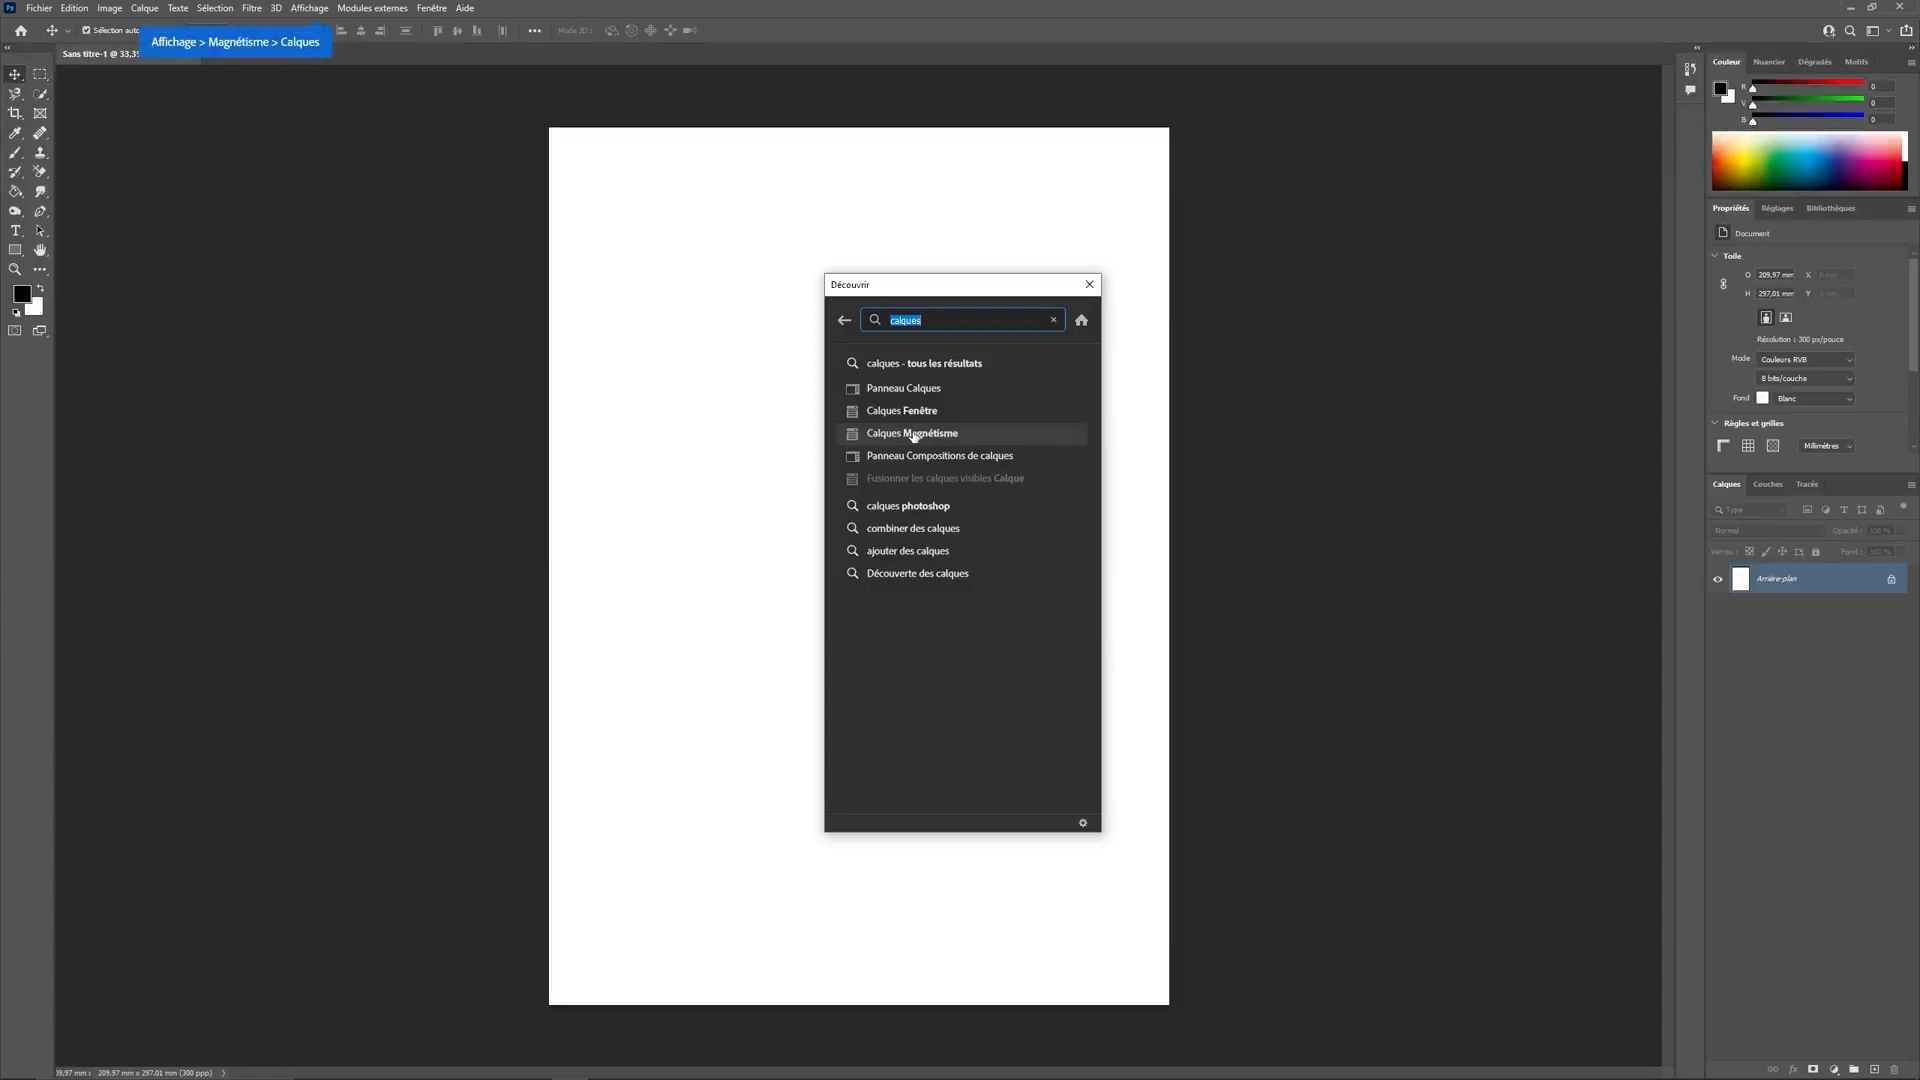 Ps Fichier Edition Image Calque Texte Sélection Filtre 3D Affichage Modules externes Fenêtre Aide
Sélection auto
Mode 3D :
Affichage > Magnétisme > Calques
Sans titre-1 @ 33,3
Couleur Nuancier Dégradés Motifs
R 0
V 0
B 0
Propriétés Réglages Bibliothèques
Document
Toile
O 209,97 mm X 0 mm
H 297,01 mm Y 0 mm
Résolution : 300 px/pouce
Mode Couleurs RVB
8 bits/couche
Fond Blanc
Règles et grilles
Millimètres
Calques Couches Tracés
Type
Normal Opacité : 100 %
Verrou : Fond : 100 %
Arrière-plan
Découvrir
calques
calques - tous les résultats
Panneau Calques
Calques Fenêtre
Calques Magnétisme
Panneau Compositions de calques
Fusionner les calques visibles Calque
calques photoshop
combiner des calques
ajouter des calques
Découverte des calques
209,97 mm x 297,01 mm (300 ppp)